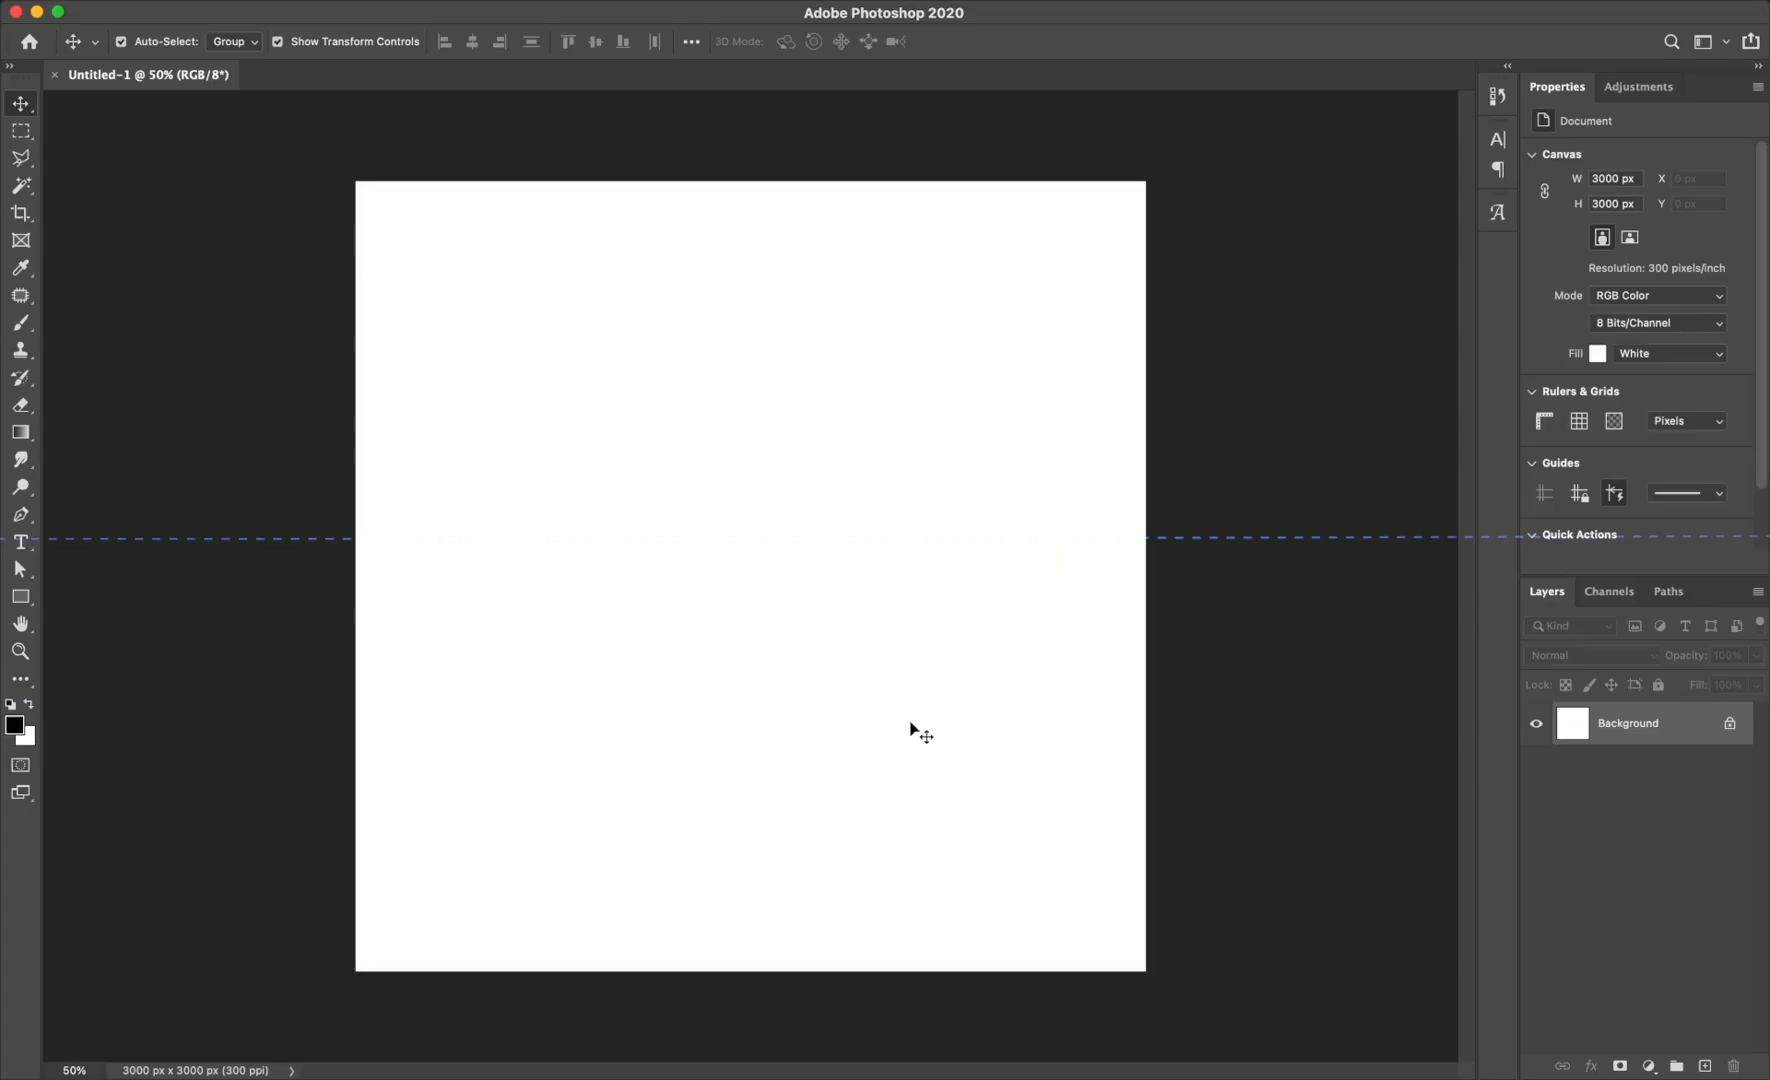 Adobe Photoshop 2020
Auto-Select: Group Show Transform Controls 3D Mode:
Untitled-1 @ 50% (RGB/8*)
Properties Adjustments
Document
Canvas
W 3000 px X 0 px
H 3000 px Y 0 px
Resolution: 300 pixels/inch
Mode RGB Color
8 Bits/Channel
Fill White
Rulers & Grids
Pixels
Guides
Quick Actions
Layers Channels Paths
Kind
Normal Opacity: 100%
Lock: Fill: 100%
Background
50% 3000 px x 3000 px (300 ppi)